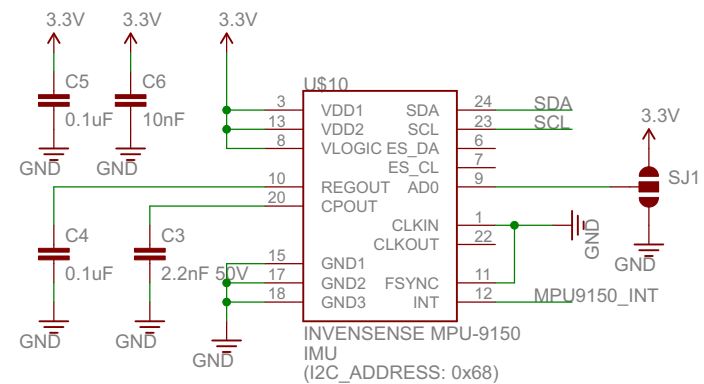 3.3V 3.3V 3.3V
C5 C6
0.1uF 10nF
GND GND
U$10
3 VDD1 SDA 24 SDA
13 VDD2 SCL 23 SCL
8 VLOGIC ES_DA 6
ES_CL 7
10 REGOUT AD0 9
20 CPOUT
3.3V
SJ1
GND
CLKIN 1
CLKOUT 22
GND
C4 C3
0.1uF 2.2nF 50V
GND GND
15 GND1
17 GND2 FSYNC 11
18 GND3 INT 12 MPU9150_INT
GND
INVENSENSE MPU-9150
IMU
(I2C_ADDRESS: 0x68)